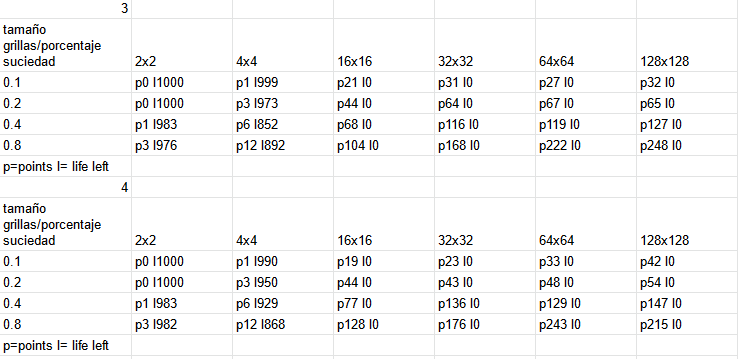 3
tamaño
grillas/porcentaje
suciedad 2x2 4x4 16x16 32x32 64x64 128x128
0.1 p0 l1000 p1 l999 p21 l0 p31 l0 p27 l0 p32 l0
0.2 p0 l1000 p3 l973 p44 l0 p64 l0 p67 l0 p65 l0
0.4 p1 l983 p6 l852 p68 l0 p116 l0 p119 l0 p127 l0
0.8 p3 l976 p12 l892 p104 l0 p168 l0 p222 l0 p248 l0
p=points l= life left
4
tamaño
grillas/porcentaje
suciedad 2x2 4x4 16x16 32x32 64x64 128x128
0.1 p0 l1000 p1 l990 p19 l0 p23 l0 p33 l0 p42 l0
0.2 p0 l1000 p3 l950 p44 l0 p43 l0 p48 l0 p54 l0
0.4 p1 l983 p6 l929 p77 l0 p136 l0 p129 l0 p147 l0
0.8 p3 l982 p12 l868 p128 l0 p176 l0 p243 l0 p215 l0
p=points l= life left